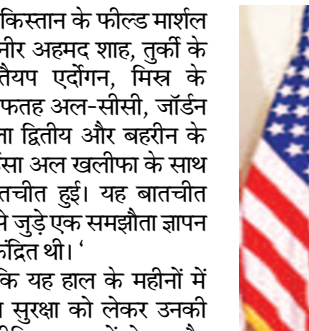 किस्तान के फील्ड मार्शल
नीर अहमद शाह, तुर्की के
तैयप एर्दोगन, मिस्र के
फतह अल-सीसी, जॉर्डन
द्वितीय और बहरीन के
ईसा अल खलीफा के साथ
तचीत हुई। यह बातचीत
से जुड़े एक समझौता ज्ञापन
केंद्रित थी। ‘
कि यह हाल के महीनों में
सुरक्षा को लेकर उनकी